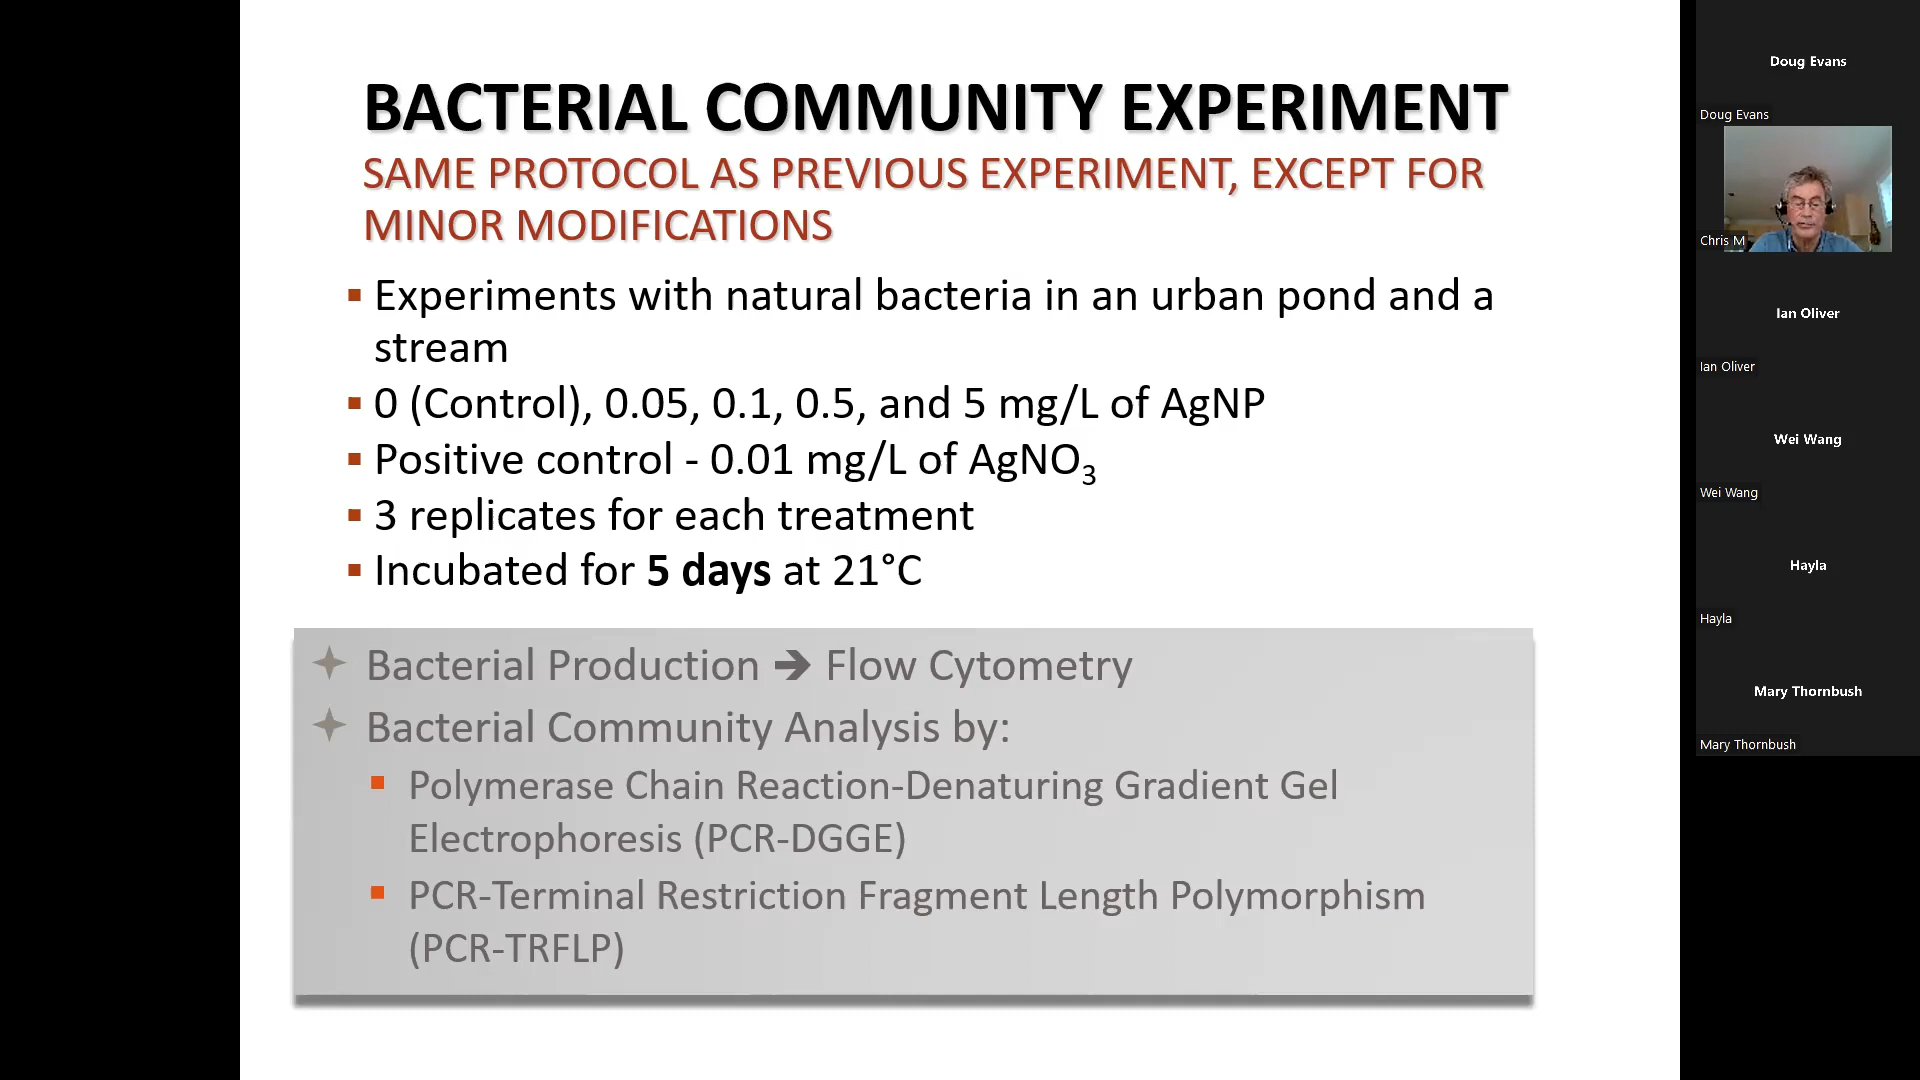 BACTERIAL COMMUNITY EXPERIMENT
SAME PROTOCOL AS PREVIOUS EXPERIMENT, EXCEPT FOR
MINOR MODIFICATIONS
▪ Experiments with natural bacteria in an urban pond and a
stream
▪ 0 (Control), 0.05, 0.1, 0.5, and 5 mg/L of AgNP
▪ Positive control - 0.01 mg/L of AgNO₃
▪ 3 replicates for each treatment
▪ Incubated for 5 days at 21°C
Bacterial Production ➔ Flow Cytometry
Bacterial Community Analysis by:
▪ Polymerase Chain Reaction-Denaturing Gradient Gel
Electrophoresis (PCR-DGGE)
▪ PCR-Terminal Restriction Fragment Length Polymorphism
(PCR-TRFLP)
Doug Evans
Doug Evans
Chris M
Ian Oliver
Ian Oliver
Wei Wang
Wei Wang
Hayla
Hayla
Mary Thornbush
Mary Thornbush